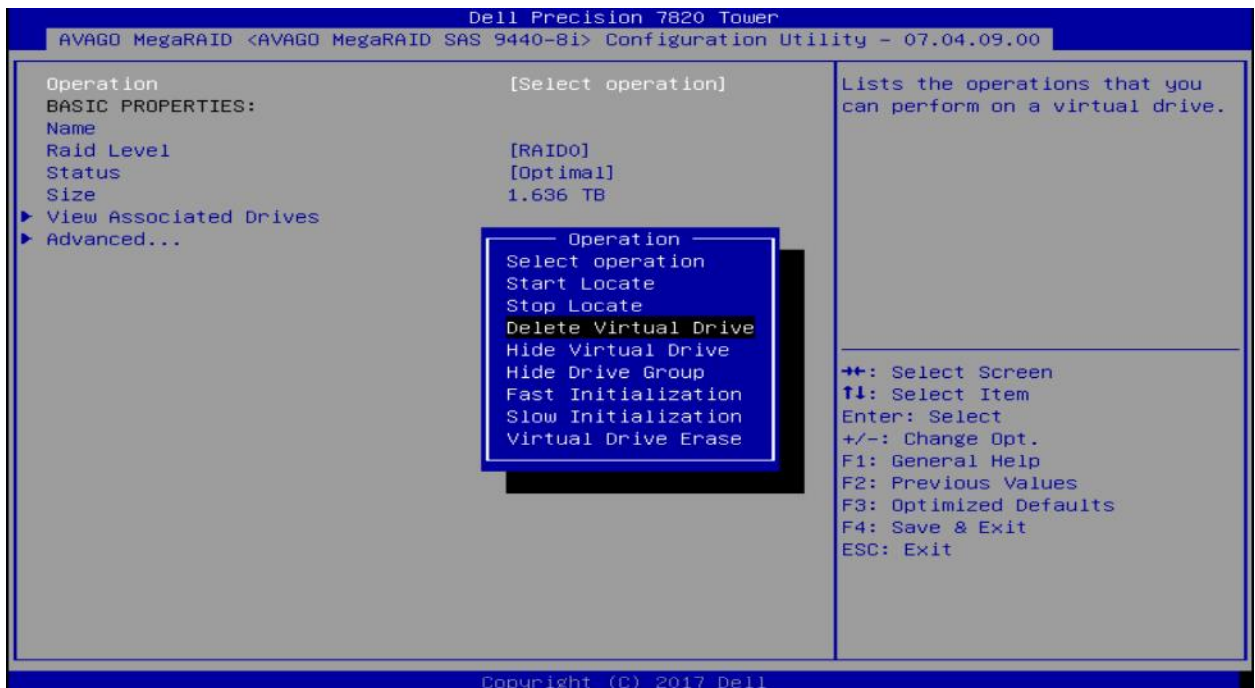 Dell Precision 7820 Tower
AVAGO MegaRAID <AVAGO MegaRAID SAS 9440-8i> Configuration Utility - 07.04.09.00
Operation [Select operation]
BASIC PROPERTIES:
Name
Raid Level [RAID0]
Status [Optimal]
Size 1.636 TB
View Associated Drives
Advanced...
Operation
Select operation
Start Locate
Stop Locate
Delete Virtual Drive
Hide Virtual Drive
Hide Drive Group
Fast Initialization
Slow Initialization
Virtual Drive Erase
Lists the operations that you
can perform on a virtual drive.
→←: Select Screen
↑↓: Select Item
Enter: Select
+/-: Change Opt.
F1: General Help
F2: Previous Values
F3: Optimized Defaults
F4: Save & Exit
ESC: Exit
Copyright (C) 2017 Dell